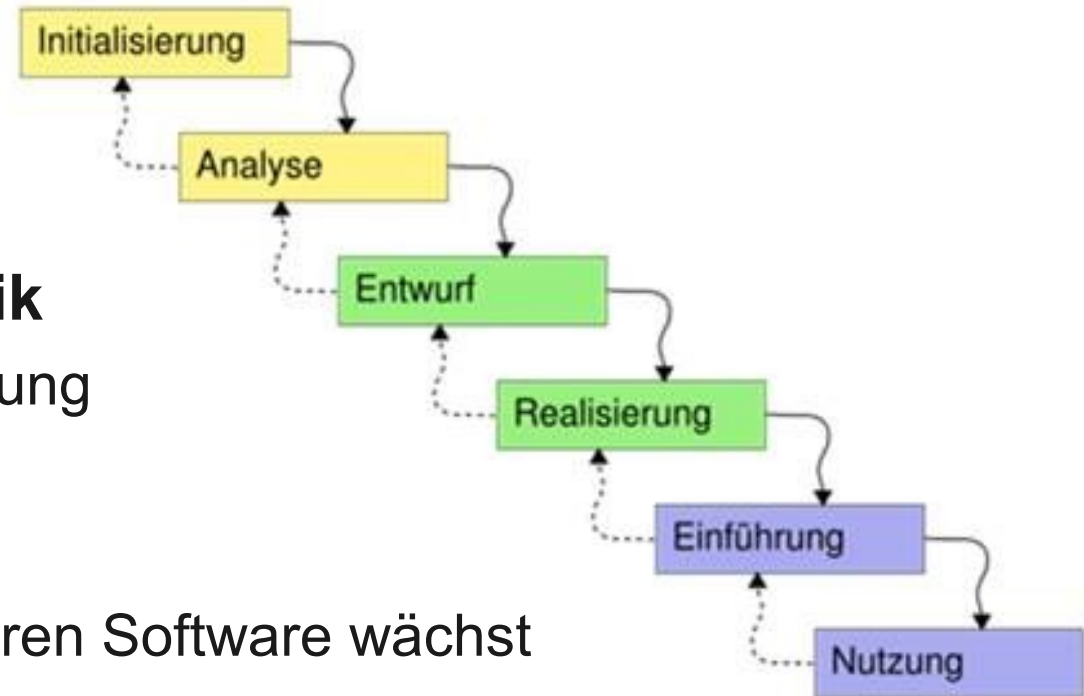 Initialisierung
Analyse
Entwurf
ik
ung
Realisierung
Einführung
ren Software wächst
Nutzung